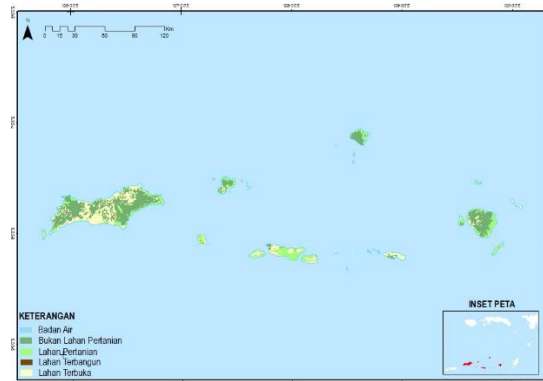 N
0 15 30 60 90 120
Km
KETERANGAN
Badan Air
Bukan Lahan Pertanian
Lahan Pertanian
Lahan Terbangun
Lahan Terbuka
INSET PETA